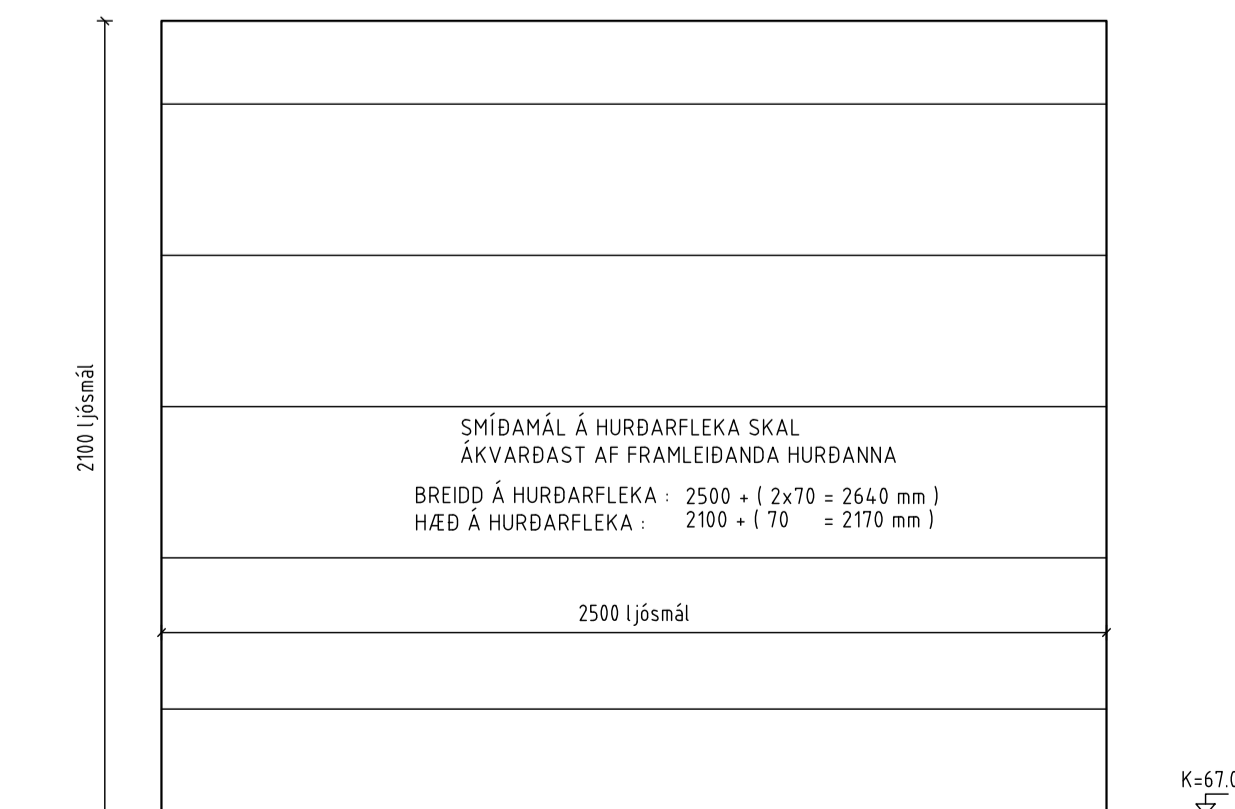 2100 ljósmál
SMÍÐAMÁL Á HURÐARFLEKA SKAL
ÁKVARÐAST AF FRAMLEIÐANDA HURÐANNA
BREIDD Á HURÐARFLEKA : 2500 + ( 2x70 = 2640 mm )
HÆÐ Á HURÐARFLEKA : 2100 + ( 70 = 2170 mm )
2500 ljósmál